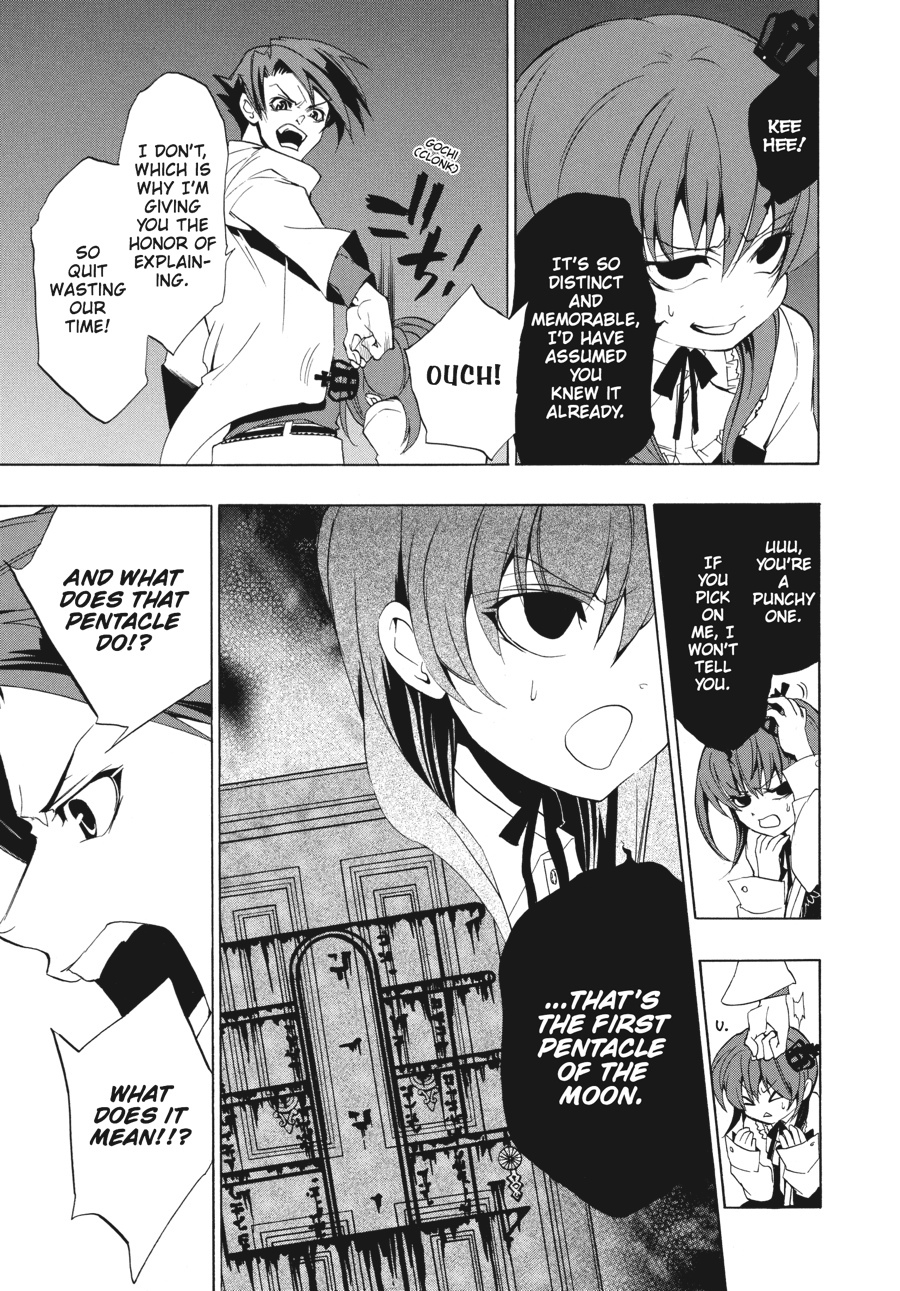 KEE
HEE!
IT'S SO
DISTINCT
AND
MEMORABLE,
I'D HAVE
ASSUMED
YOU
KNEW IT
ALREADY.
GOCHI
(CLONK)
ゴチ!
OUCH!
I DON'T,
WHICH IS
WHY I'M
GIVING
YOU THE
HONOR OF
EXPLAIN-
ING.
SO
QUIT
WASTING
OUR
TIME!
UUU,
YOU'RE
A
PUNCHY
ONE.
IF
YOU
PICK
ON
ME, I
WON'T
TELL
YOU.
U.
...THAT'S
THE FIRST
PENTACLE
OF THE
MOON.
AND WHAT
DOES THAT
PENTACLE
DO!?
WHAT
DOES IT
MEAN!!?